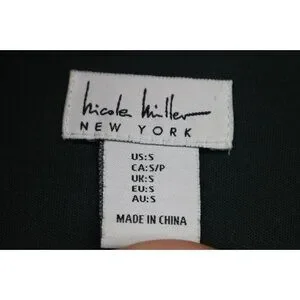 nicole miller
NEW YORK
US:S
CA:S/P
UK:S
EU:S
AU:S
MADE IN CHINA